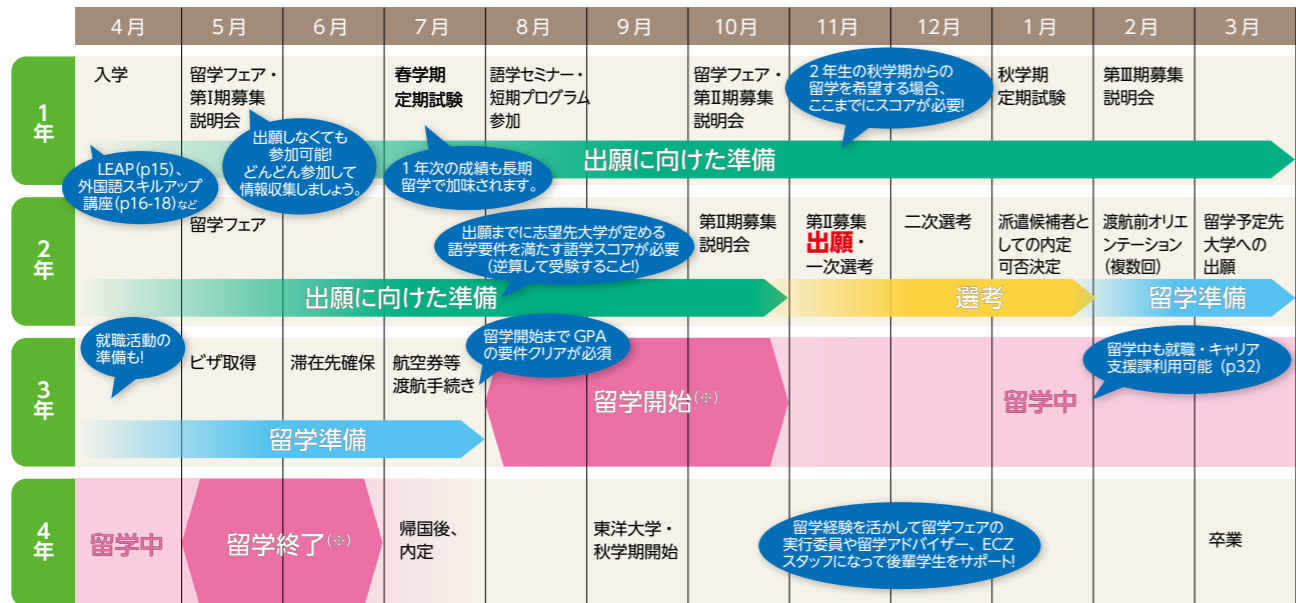 4月
5月
6月
7月
8月
9月
10月
11月
12月
1月
2月
3月
1年
入学
留学フェア・
第Ⅰ期募集
説明会
春学期
定期試験
語学セミナー・
短期プログラム
参加
留学フェア・
第Ⅱ期募集
説明会
2年生の秋学期からの
留学を希望する場合、
ここまでにスコアが必要!
秋学期
定期試験
第Ⅲ期募集
説明会
出願に向けた準備
LEAP(p15)、
外国語スキルアップ
講座(p16-18)など
出願しなくても
参加可能!
どんどん参加して
情報収集しましょう。
1年次の成績も長期
留学で加味されます。
2年
留学フェア
出願までに志望先大学が定める
語学要件を満たす語学スコアが必要
(逆算して受験すること!)
第Ⅱ期募集
説明会
第Ⅱ募集
出願・
一次選考
二次選考
派遣候補者と
しての内定
可否決定
渡航前オリエ
ンテーション
(複数回)
留学予定先
大学への
出願
出願に向けた準備
選考
留学準備
3年
就職活動の
準備も!
ビザ取得
滞在先確保
航空券等
渡航手続き
留学開始まで GPA
の要件クリアが必須
留学開始(※)
留学中
留学中も就職・キャリア
支援課利用可能 (p32)
留学準備
4年
留学中
留学終了(※)
帰国後、
内定
東洋大学・
秋学期開始
留学経験を活かして留学フェアの
実行委員や留学アドバイザー、ECZ
スタッフになって後輩学生をサポート!
卒業